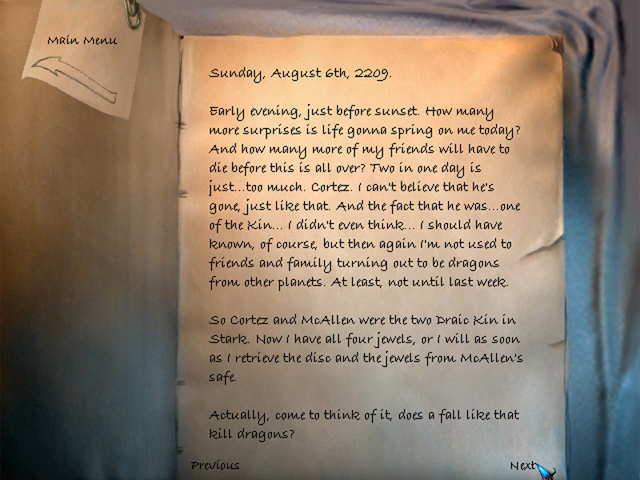 Main Menu
Sunday, August 6th, 2209.
Early evening, just before sunset. How many
more surprises is life gonna spring on me today?
And how many more of my friends will have to
die before this is all over? Two in one day is
just...too much. Cortez. I can't believe that he's
gone, just like that. And the fact that he was...one
of the Kin... I didn't even think... I should have
known, of course, but then again I'm not used to
friends and family turning out to be dragons
from other planets. At least, not until last week.
So Cortez and McAllen were the two Draic Kin in
Stark. Now I have all four jewels, or I will as soon
as I retrieve the disc and the jewels from McAllen's
safe.
Actually, come to think of it, does a fall like that
kill dragons?
Previous
Next